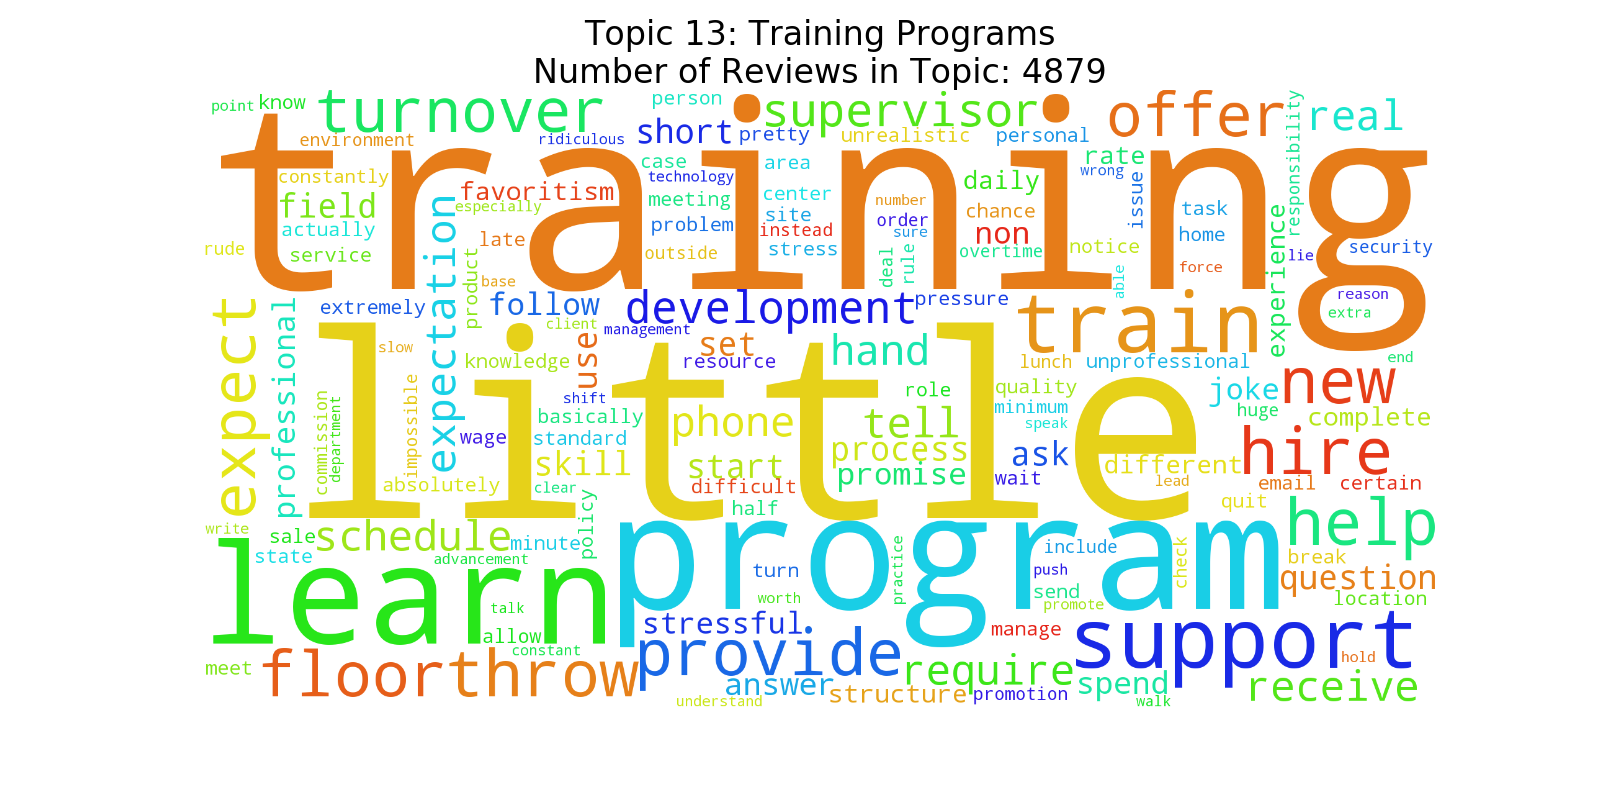 Topic 13: Training Programs
Number of Reviews in Topic: 4879
point know turnover person supervisor offer real
environment ridiculous short pretty unrealistic personal responsibility
training
constantly case technology area rate wrong
favoritism especially meeting center daily number issue task
field problem site order chance
actually instead non home
rude service late outside stress sure deal rule overtime notice security
expectation product base able force experience lie
extremely follow development pressure train reason extra
client management
expect professional slow knowledge use set resource hand lunch unprofessional end
little
shift role quality joke new
commission department impossible basically phone minimum huge complete
wage standard tell speak
skill process ask different hire
absolutely clear start promise wait lead email certain
difficult
policy half quit help
write sale schedule minute program practice include check break
state advancement turn push question
learn talk worth send promote location
allow stressful manage support
constant
meet floor throw provide require hold
answer structure promotion spend receive
understand walk